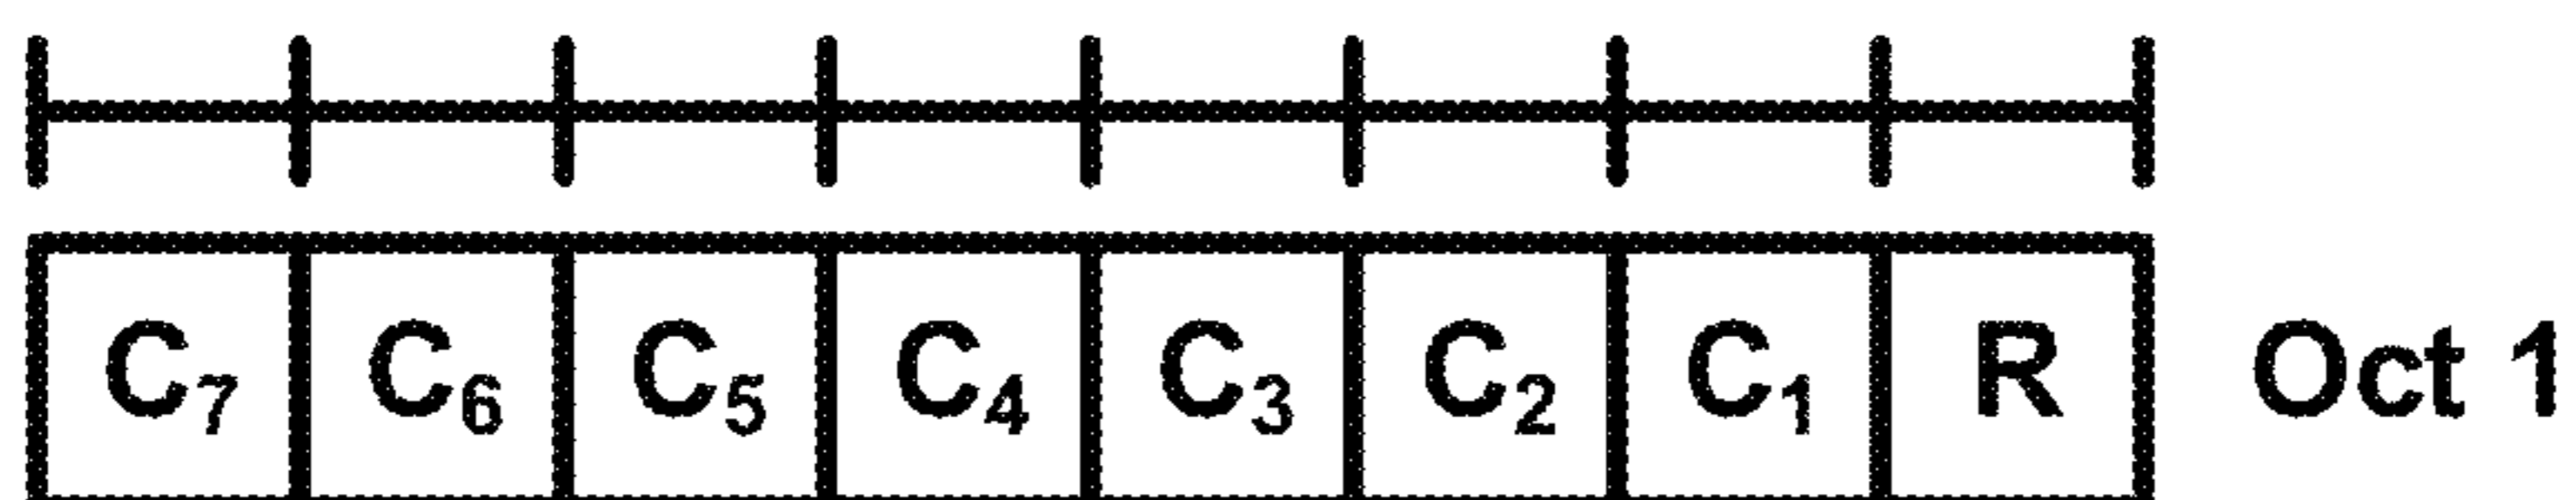 C₇ C₆ C₅ C₄ C₃ C₂ C₁ R Oct 1